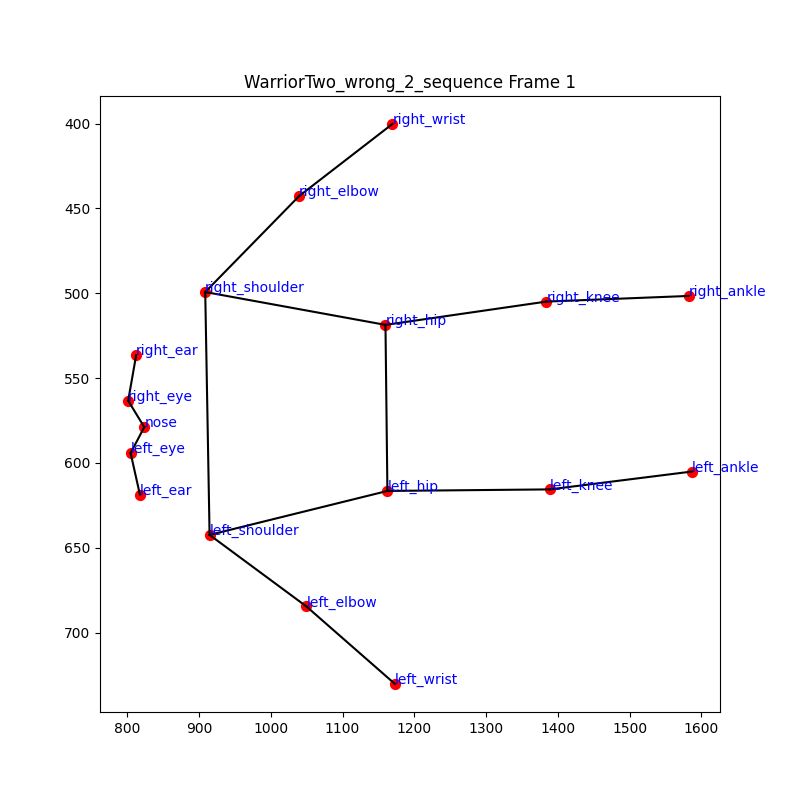 WarriorTwo_wrong_2_sequence Frame 1
right_wrist
right_elbow
right_shoulder
right_knee
right_ankle
right_hip
right_ear
right_eye
nose
left_eye
left_ear
left_hip
left_knee
left_ankle
left_shoulder
left_elbow
left_wrist
400
450
500
550
600
650
700
800 900 1000 1100 1200 1300 1400 1500 1600